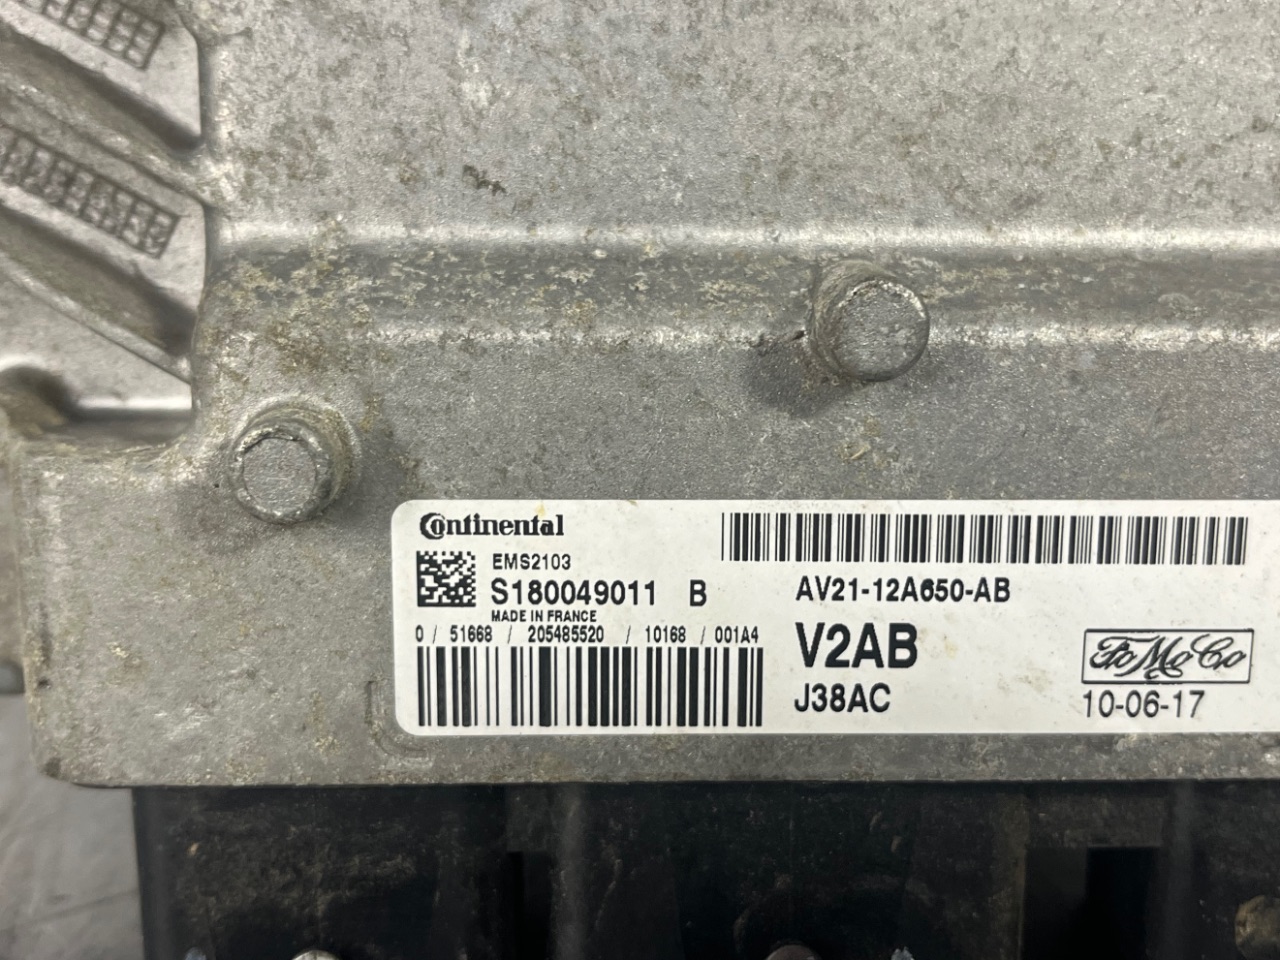 Continental
EMS2103
S180049011 B
MADE IN FRANCE
0 / 51668 / 205485520 / 10168 / 001A4
AV21-12A650-AB
V2AB
J38AC
FoMoCo
10-06-17